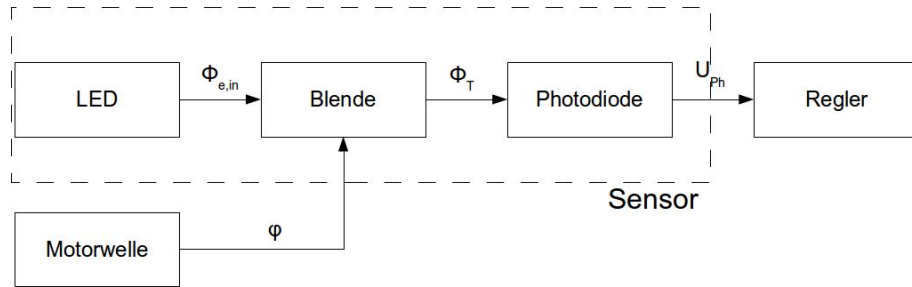 Φe,in
ΦT
UPh
LED
Blende
Photodiode
Regler
Sensor
Motorwelle
φ